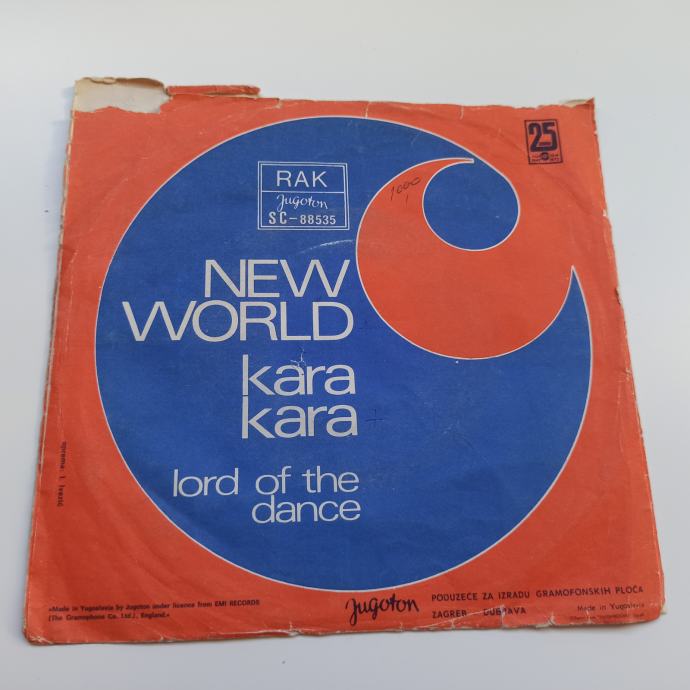 25
RAK
Jugoton
SC-88535
1000
NEW
WORLD
kara
kara
lord of the
dance
oprema: I. Ivezić
«Made in Yugoslavia by Jugoton under licence from EMI RECORDS
(The Gramophone Co. Ltd.), England.»
Jugoton
PODUZEĆE ZA IZRADU GRAMOFONSKIH PLOČA
ZAGREB DUBRAVA
Made in Yugoslavia